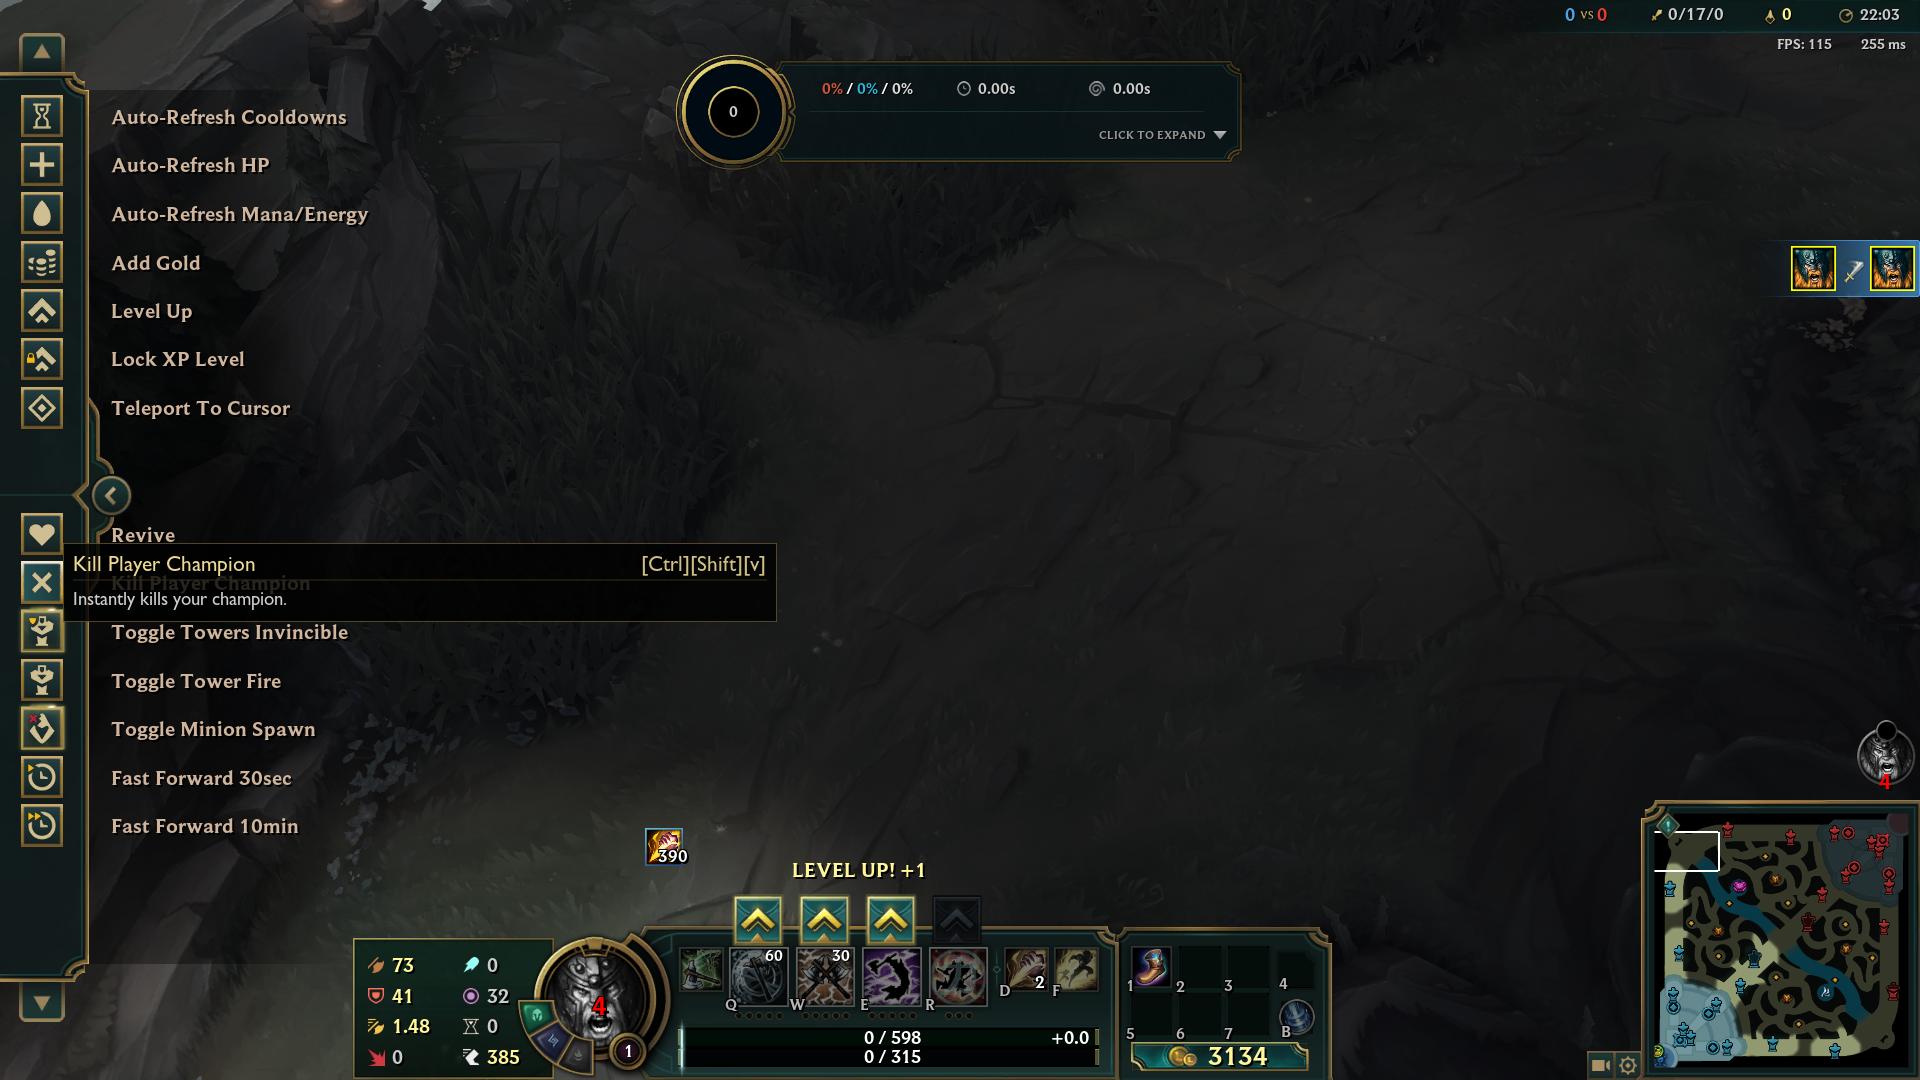 0 vs 0 0/17/0 0 22:03
FPS: 115 255 ms
0% / 0% / 0% 0.00s 0.00s
0
CLICK TO EXPAND
Auto-Refresh Cooldowns
Auto-Refresh HP
Auto-Refresh Mana/Energy
Add Gold
Level Up
Lock XP Level
Teleport To Cursor
Revive
Kill Player Champion [Ctrl][Shift][v]
Kill Player Champion
Instantly kills your champion.
Toggle Towers Invincible
Toggle Tower Fire
Toggle Minion Spawn
Fast Forward 30sec
Fast Forward 10min
4
390
LEVEL UP! +1
73 0
41 32
1.48 0
0 385
4
1
60 30
Q W E R D 2 F
0 / 598 +0.0
0 / 315
1 2 3 4
5 6 7 B
3134